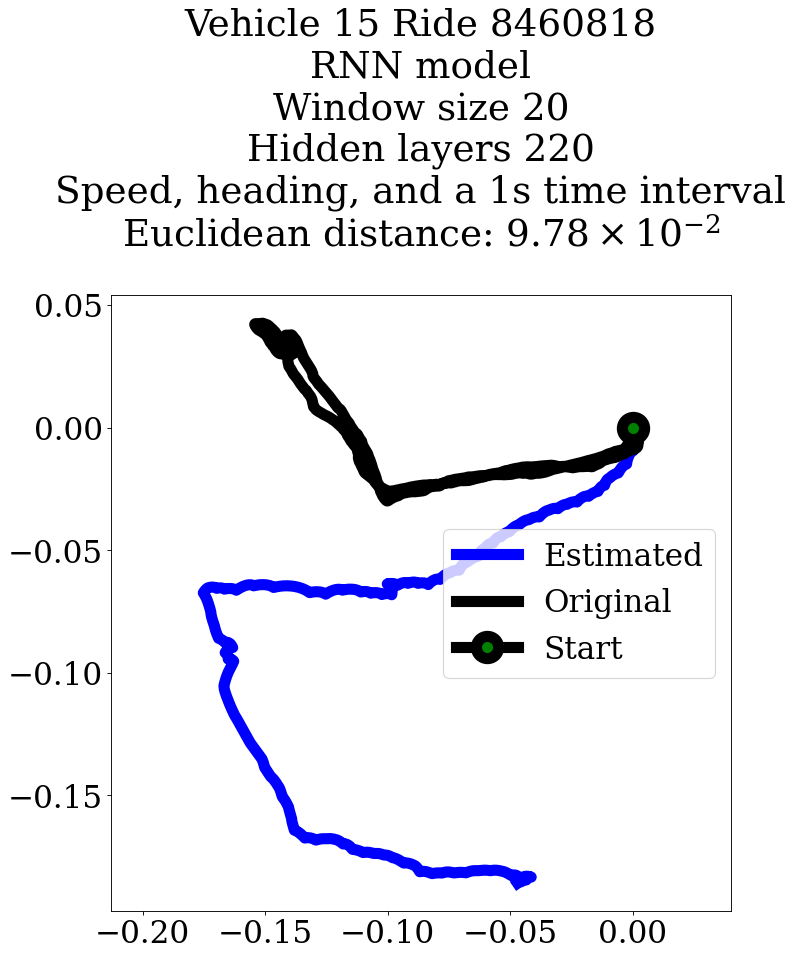 Vehicle 15 Ride 8460818
RNN model
Window size 20
Hidden layers 220
Speed, heading, and a 1s time interval
Euclidean distance: 9.78 × 10⁻²
0.05
0.00
−0.05
−0.10
−0.15
Estimated
Original
Start
−0.20 −0.15 −0.10 −0.05 0.00